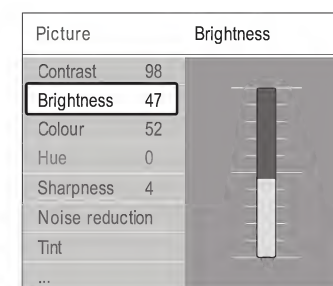 Picture Brightness
Contrast 98
Brightness 47
Colour 52
Hue 0
Sharpness 4
Noise reduction
Tint
...